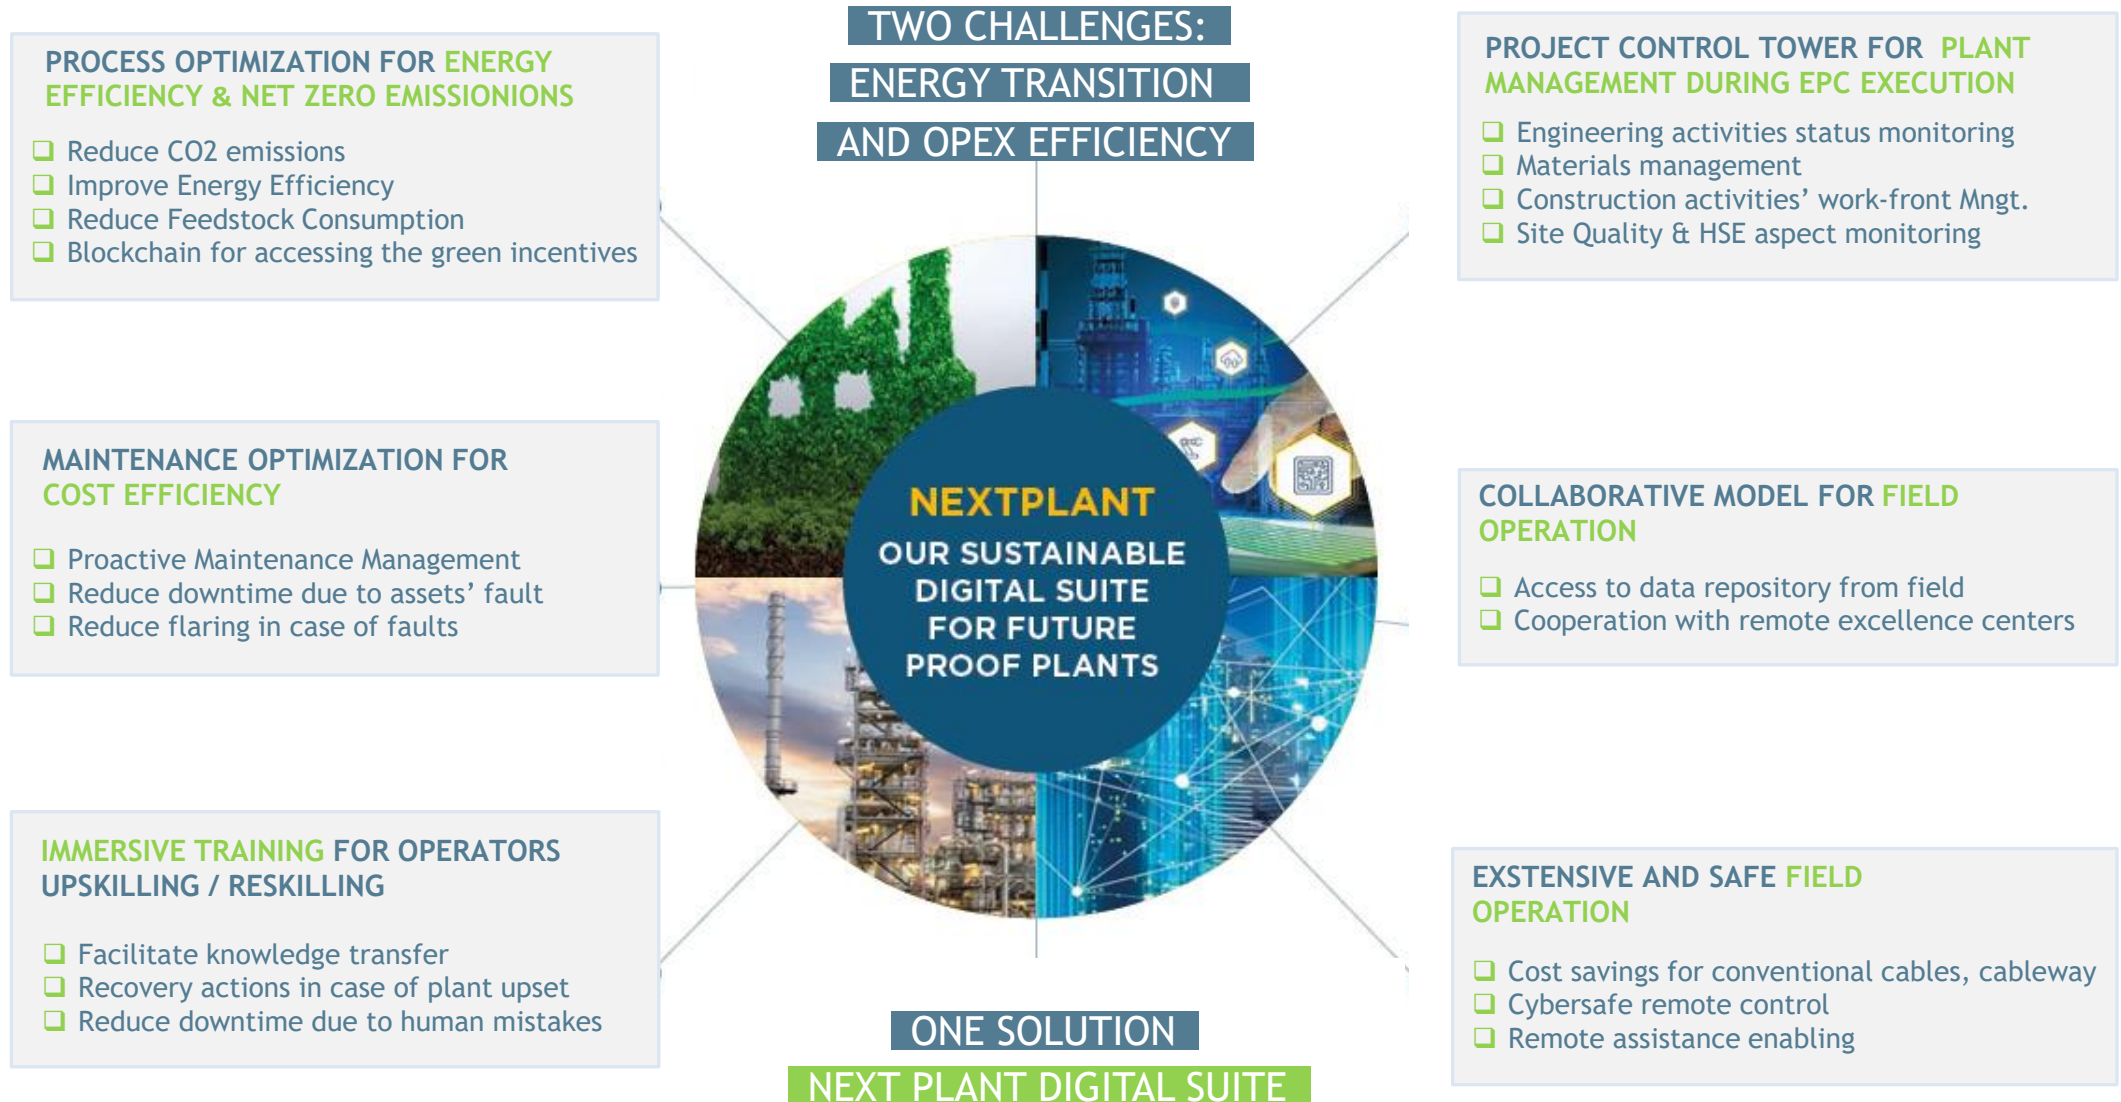 TWO CHALLENGES:
ENERGY TRANSITION
AND OPEX EFFICIENCY
PROCESS OPTIMIZATION FOR ENERGY
EFFICIENCY & NET ZERO EMISSIONIONS
❑ Reduce CO2 emissions
❑ Improve Energy Efficiency
❑ Reduce Feedstock Consumption
❑ Blockchain for accessing the green incentives
MAINTENANCE OPTIMIZATION FOR
COST EFFICIENCY
❑ Proactive Maintenance Management
❑ Reduce downtime due to assets’ fault
❑ Reduce flaring in case of faults
IMMERSIVE TRAINING FOR OPERATORS
UPSKILLING / RESKILLING
❑ Facilitate knowledge transfer
❑ Recovery actions in case of plant upset
❑ Reduce downtime due to human mistakes
NEXTPLANT
OUR SUSTAINABLE
DIGITAL SUITE
FOR FUTURE
PROOF PLANTS
PROJECT CONTROL TOWER FOR PLANT
MANAGEMENT DURING EPC EXECUTION
❑ Engineering activities status monitoring
❑ Materials management
❑ Construction activities’ work-front Mngt.
❑ Site Quality & HSE aspect monitoring
COLLABORATIVE MODEL FOR FIELD
OPERATION
❑ Access to data repository from field
❑ Cooperation with remote excellence centers
EXSTENSIVE AND SAFE FIELD
OPERATION
❑ Cost savings for conventional cables, cableway
❑ Cybersafe remote control
❑ Remote assistance enabling
ONE SOLUTION
NEXT PLANT DIGITAL SUITE